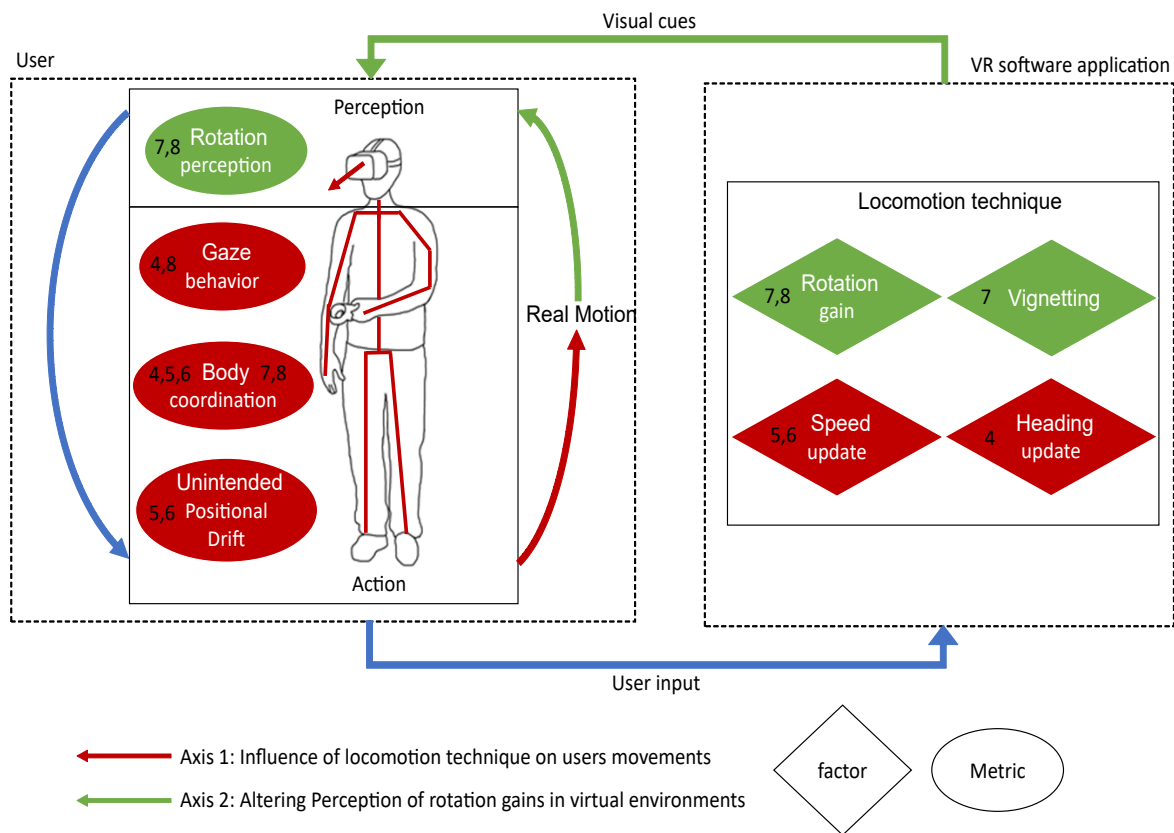 Visual cues
User
VR software application
Perception
7,8 Rotation
perception
Locomotion technique
4,8 Gaze
behavior
7,8 Rotation
gain
7 Vignetting
Real Motion
4,5,6 Body 7,8
coordination
5,6 Speed
update
4 Heading
update
Unintended
5,6 Positional
Drift
Action
User input
Axis 1: Influence of locomotion technique on users movements
factor
Metric
Axis 2: Altering Perception of rotation gains in virtual environments